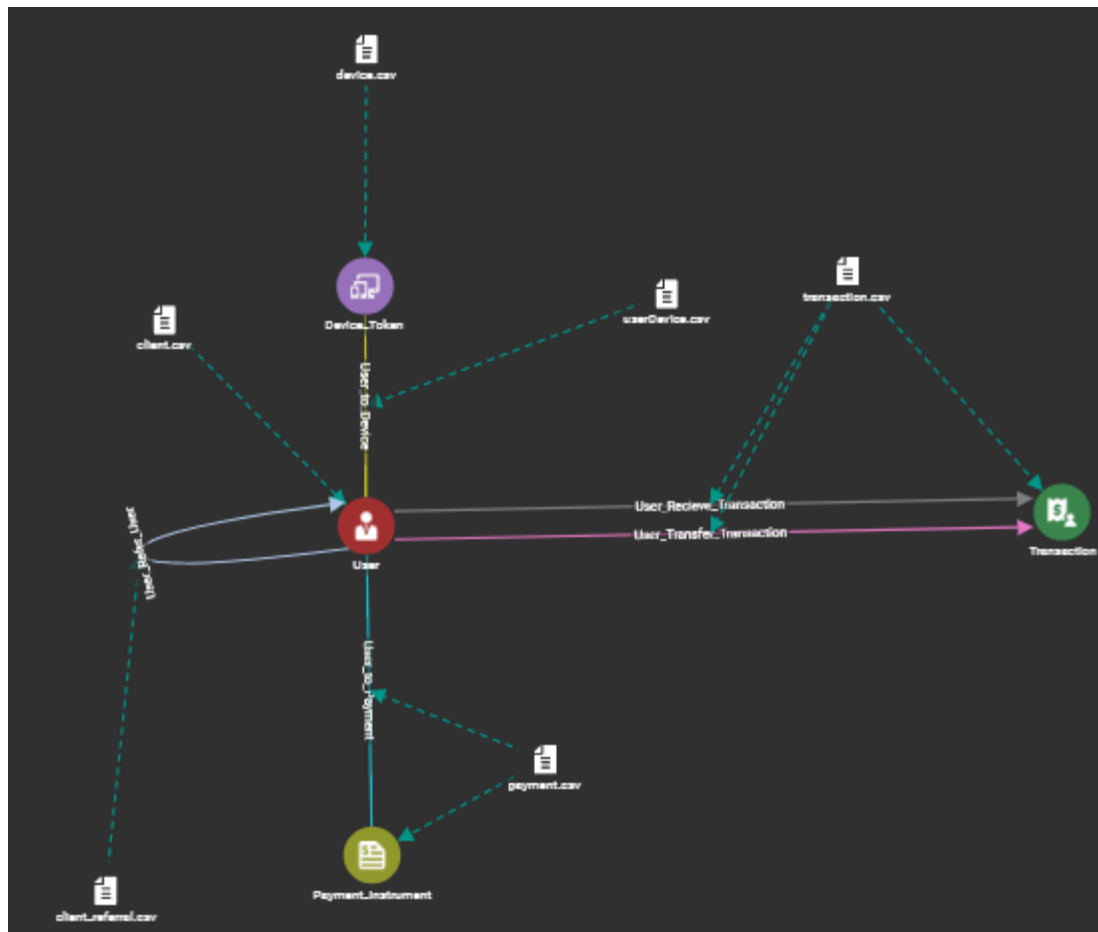 device.csv
Device_Token
client.csv
userDevice.csv
transaction.csv
User_to_Device
User_Recieve_Transaction
User_Transfer_Transaction
Transaction
User_Refer_User
User
User_to_Payment
payment.csv
Payment_Instrument
client_referral.csv